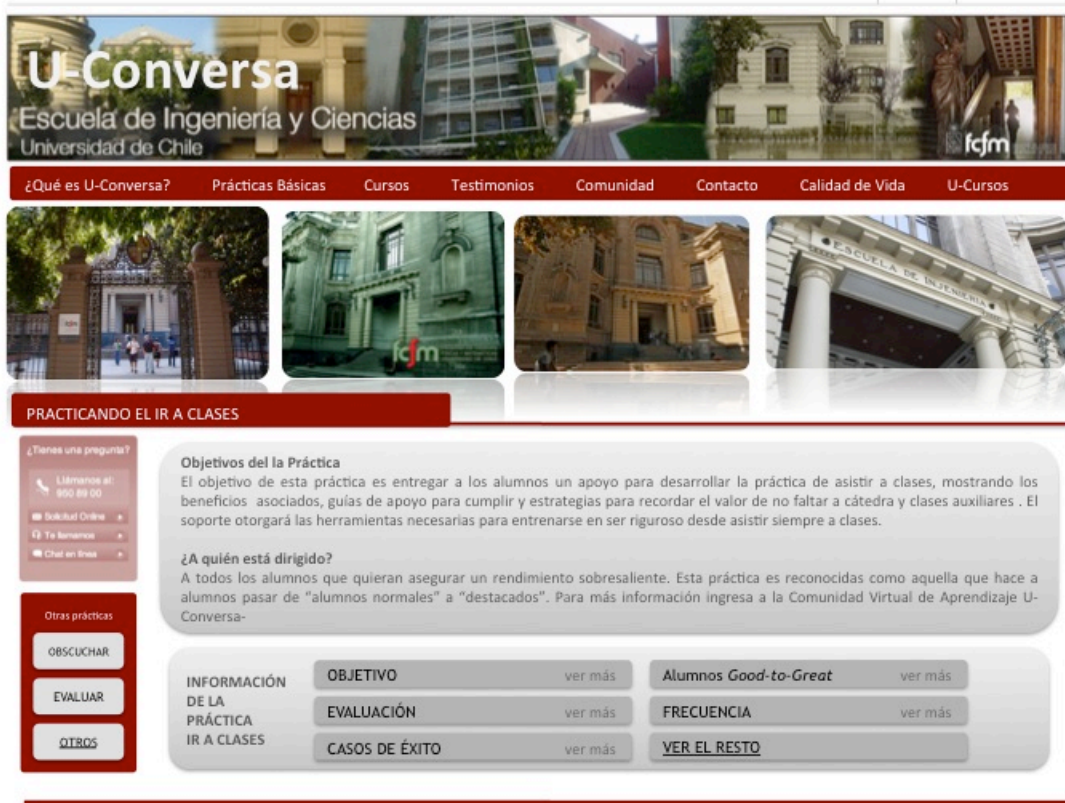 U-Conversa
Escuela de Ingeniería y Ciencias
Universidad de Chile
fcfm
¿Qué es U-Conversa? Prácticas Básicas Cursos Testimonios Comunidad Contacto Calidad de Vida U-Cursos
fcfm
fcfm
ESCUELA DE INGENIERIA
PRACTICANDO EL IR A CLASES
¿Tienes una pregunta?
Llámanos al:
950 89 00
Solicitud Online
Te llamamos
Chat en línea
Objetivos del la Práctica
El objetivo de esta práctica es entregar a los alumnos un apoyo para desarrollar la práctica de asistir a clases, mostrando los
beneficios asociados, guías de apoyo para cumplir y estrategias para recordar el valor de no faltar a cátedra y clases auxiliares . El
soporte otorgará las herramientas necesarias para entrenarse en ser riguroso desde asistir siempre a clases.
¿A quién está dirigido?
A todos los alumnos que quieran asegurar un rendimiento sobresaliente. Esta práctica es reconocidas como aquella que hace a
alumnos pasar de “alumnos normales” a “destacados”. Para más información ingresa a la Comunidad Virtual de Aprendizaje U-
Conversa-
Otras prácticas
OBSCUCHAR
EVALUAR
OTROS
INFORMACIÓN
DE LA
PRÁCTICA
IR A CLASES
OBJETIVO ver más
EVALUACIÓN ver más
CASOS DE ÉXITO ver más
Alumnos Good-to-Great ver más
FRECUENCIA ver más
VER EL RESTO